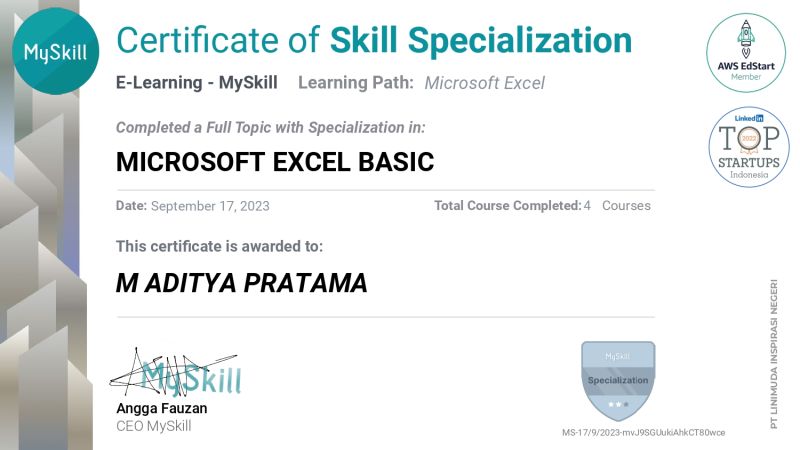 MySkill
Certificate of Skill Specialization
E-Learning - MySkill Learning Path: Microsoft Excel
AWS EdStart
Member
Completed a Full Topic with Specialization in:
MICROSOFT EXCEL BASIC
LinkedIn
TOP
2022
STARTUPS
Indonesia
Date: September 17, 2023 Total Course Completed: 4 Courses
This certificate is awarded to:
M ADITYA PRATAMA
MySkill
Angga Fauzan
CEO MySkill
MySkill
Specialization
MS-17/9/2023-mvJ9SGUukiAhkCT80wce
PT LINIMUDA INSPIRASI NEGERI